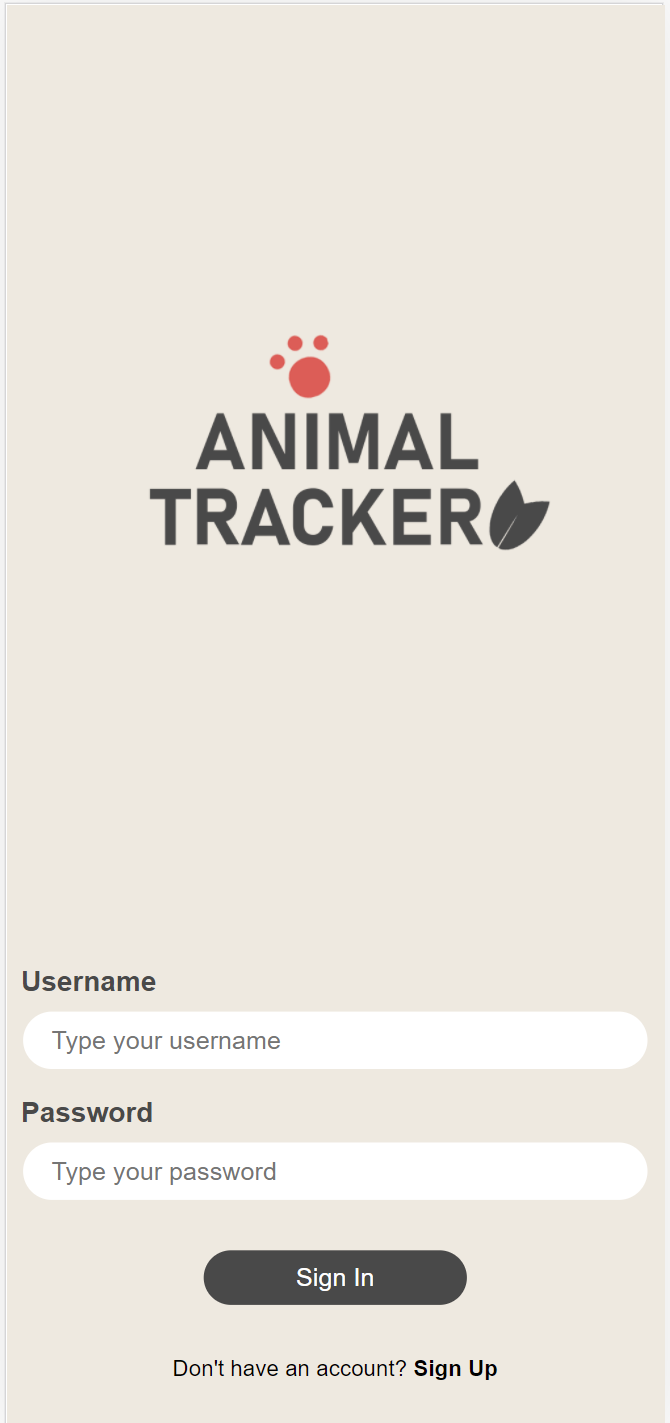 ANIMAL
TRACKER
Username
Type your username
Password
Type your password
Sign In
Don't have an account? Sign Up